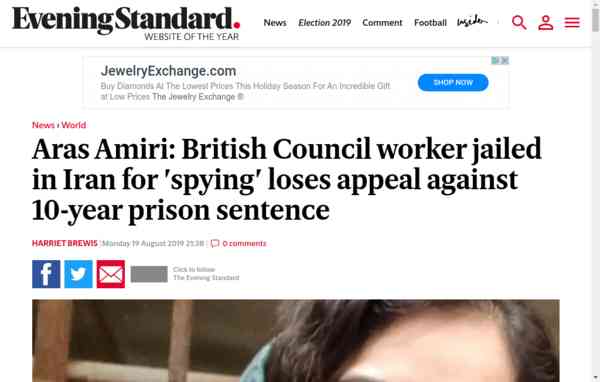 Evening Standard.
WEBSITE OF THE YEAR
News Election 2019 Comment Football Insider
JewelryExchange.com
Buy Diamonds At The Lowest Prices This Holiday Season For An Incredible Gift
at Low Prices The Jewelry Exchange ®
SHOP NOW
News › World
Aras Amiri: British Council worker jailed
in Iran for 'spying' loses appeal against
10-year prison sentence
HARRIET BREWIS | Monday 19 August 2019 21:38 | 0 comments
Click to follow
The Evening Standard